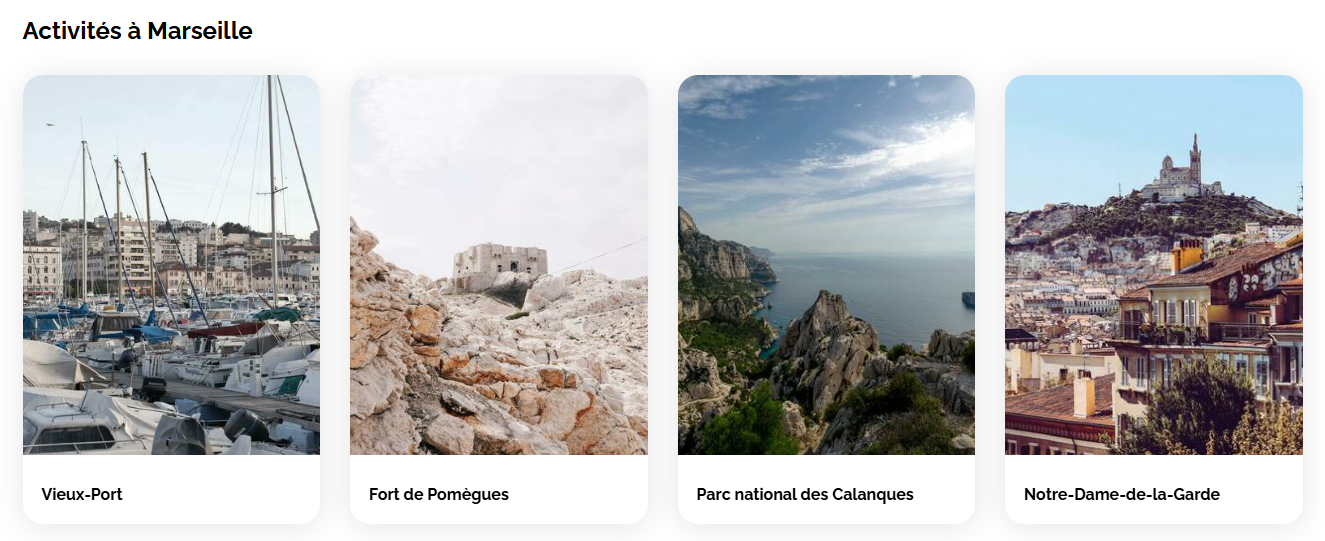 Activités à Marseille
Vieux-Port
Fort de Pomègues
Parc national des Calanques
Notre-Dame-de-la-Garde